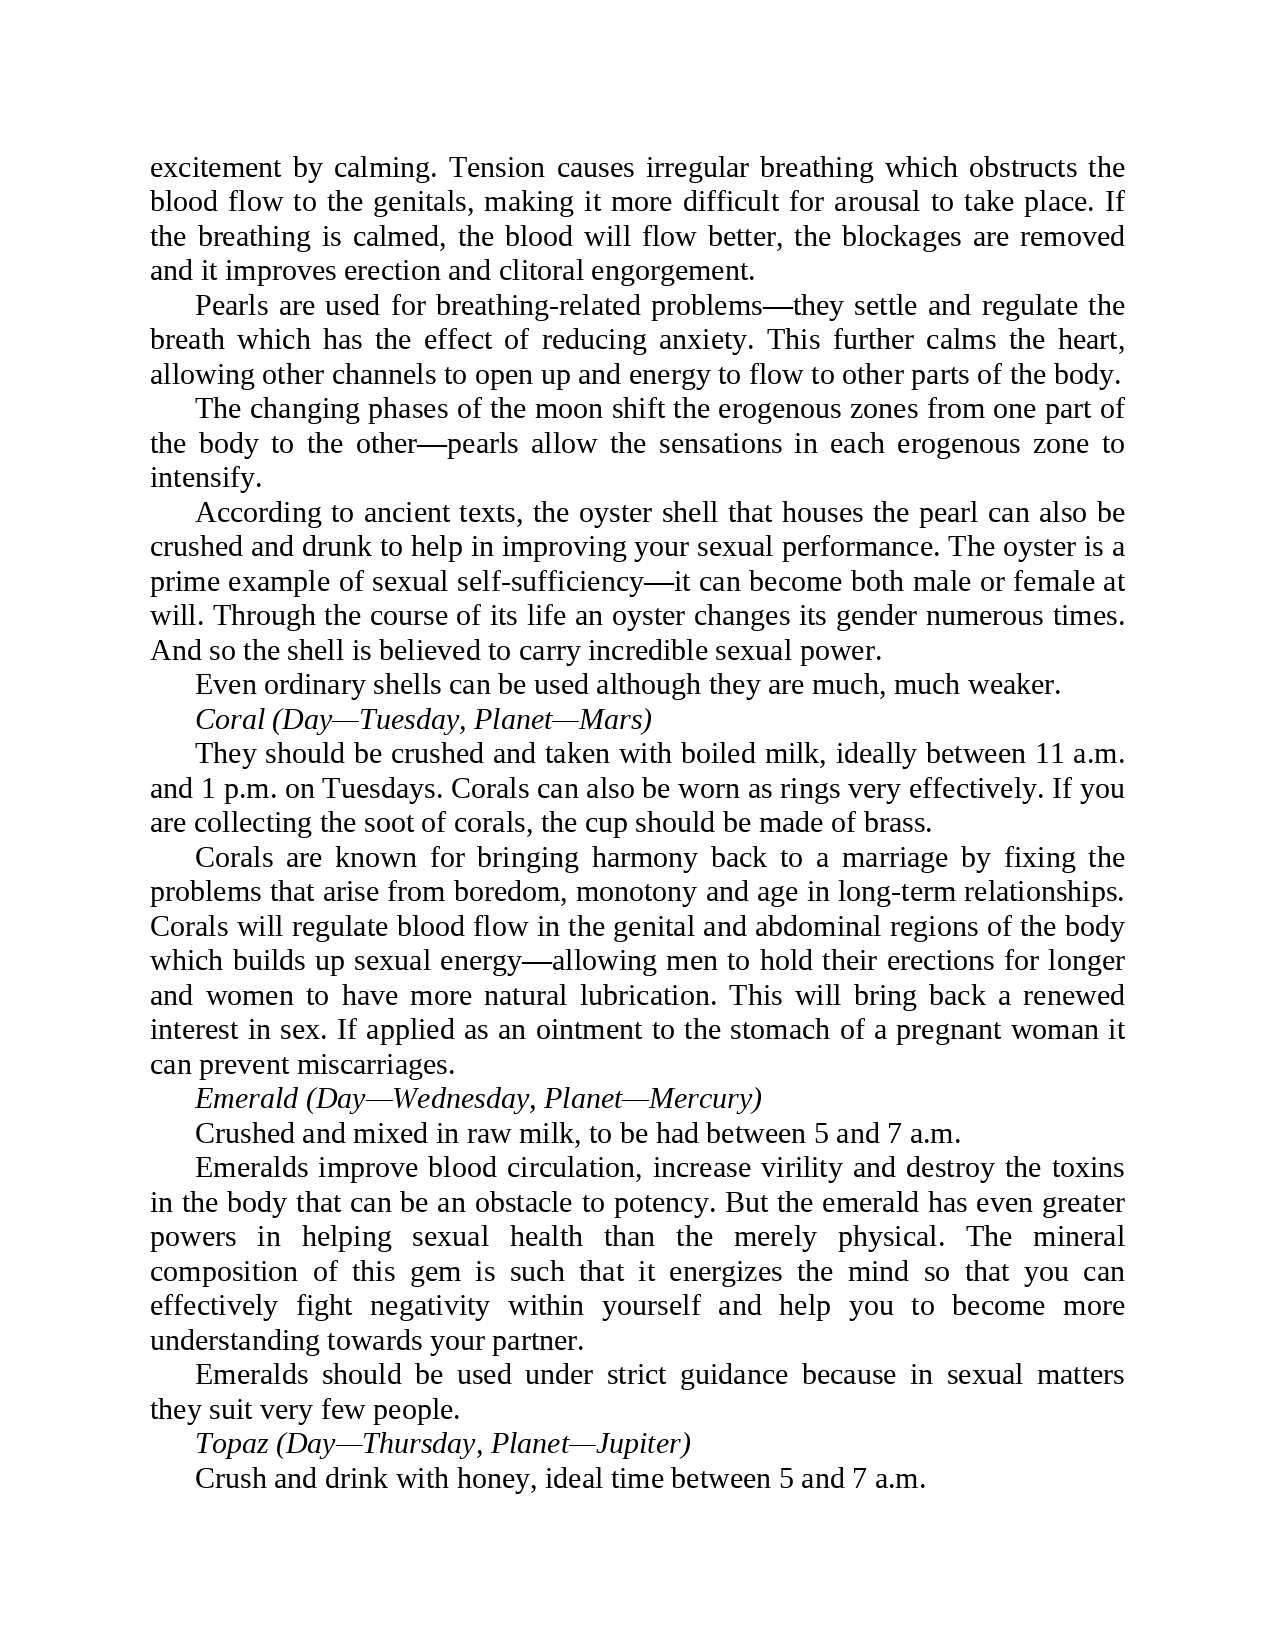 excitement by calming. Tension causes irregular breathing which obstructs the
blood flow to the genitals, making it more difficult for arousal to take place. If
the breathing is calmed, the blood will flow better, the blockages are removed
and it improves erection and clitoral engorgement.
Pearls are used for breathing-related problems—they settle and regulate the
breath which has the effect of reducing anxiety. This further calms the heart,
allowing other channels to open up and energy to flow to other parts of the body.
The changing phases of the moon shift the erogenous zones from one part of
the body to the other—pearls allow the sensations in each erogenous zone to
intensify.
According to ancient texts, the oyster shell that houses the pearl can also be
crushed and drunk to help in improving your sexual performance. The oyster is a
prime example of sexual self-sufficiency—it can become both male or female at
will. Through the course of its life an oyster changes its gender numerous times.
And so the shell is believed to carry incredible sexual power.
Even ordinary shells can be used although they are much, much weaker.
Coral (Day—Tuesday, Planet—Mars)
They should be crushed and taken with boiled milk, ideally between 11 a.m.
and 1 p.m. on Tuesdays. Corals can also be worn as rings very effectively. If you
are collecting the soot of corals, the cup should be made of brass.
Corals are known for bringing harmony back to a marriage by fixing the
problems that arise from boredom, monotony and age in long-term relationships.
Corals will regulate blood flow in the genital and abdominal regions of the body
which builds up sexual energy—allowing men to hold their erections for longer
and women to have more natural lubrication. This will bring back a renewed
interest in sex. If applied as an ointment to the stomach of a pregnant woman it
can prevent miscarriages.
Emerald (Day—Wednesday, Planet—Mercury)
Crushed and mixed in raw milk, to be had between 5 and 7 a.m.
Emeralds improve blood circulation, increase virility and destroy the toxins
in the body that can be an obstacle to potency. But the emerald has even greater
powers in helping sexual health than the merely physical. The mineral
composition of this gem is such that it energizes the mind so that you can
effectively fight negativity within yourself and help you to become more
understanding towards your partner.
Emeralds should be used under strict guidance because in sexual matters
they suit very few people.
Topaz (Day—Thursday, Planet—Jupiter)
Crush and drink with honey, ideal time between 5 and 7 a.m.